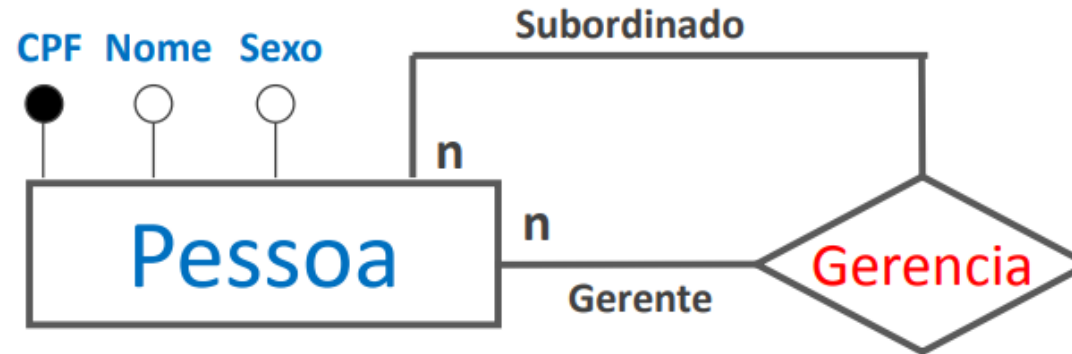 Subordinado
CPF Nome Sexo
n
n
Pessoa
Gerencia
Gerente